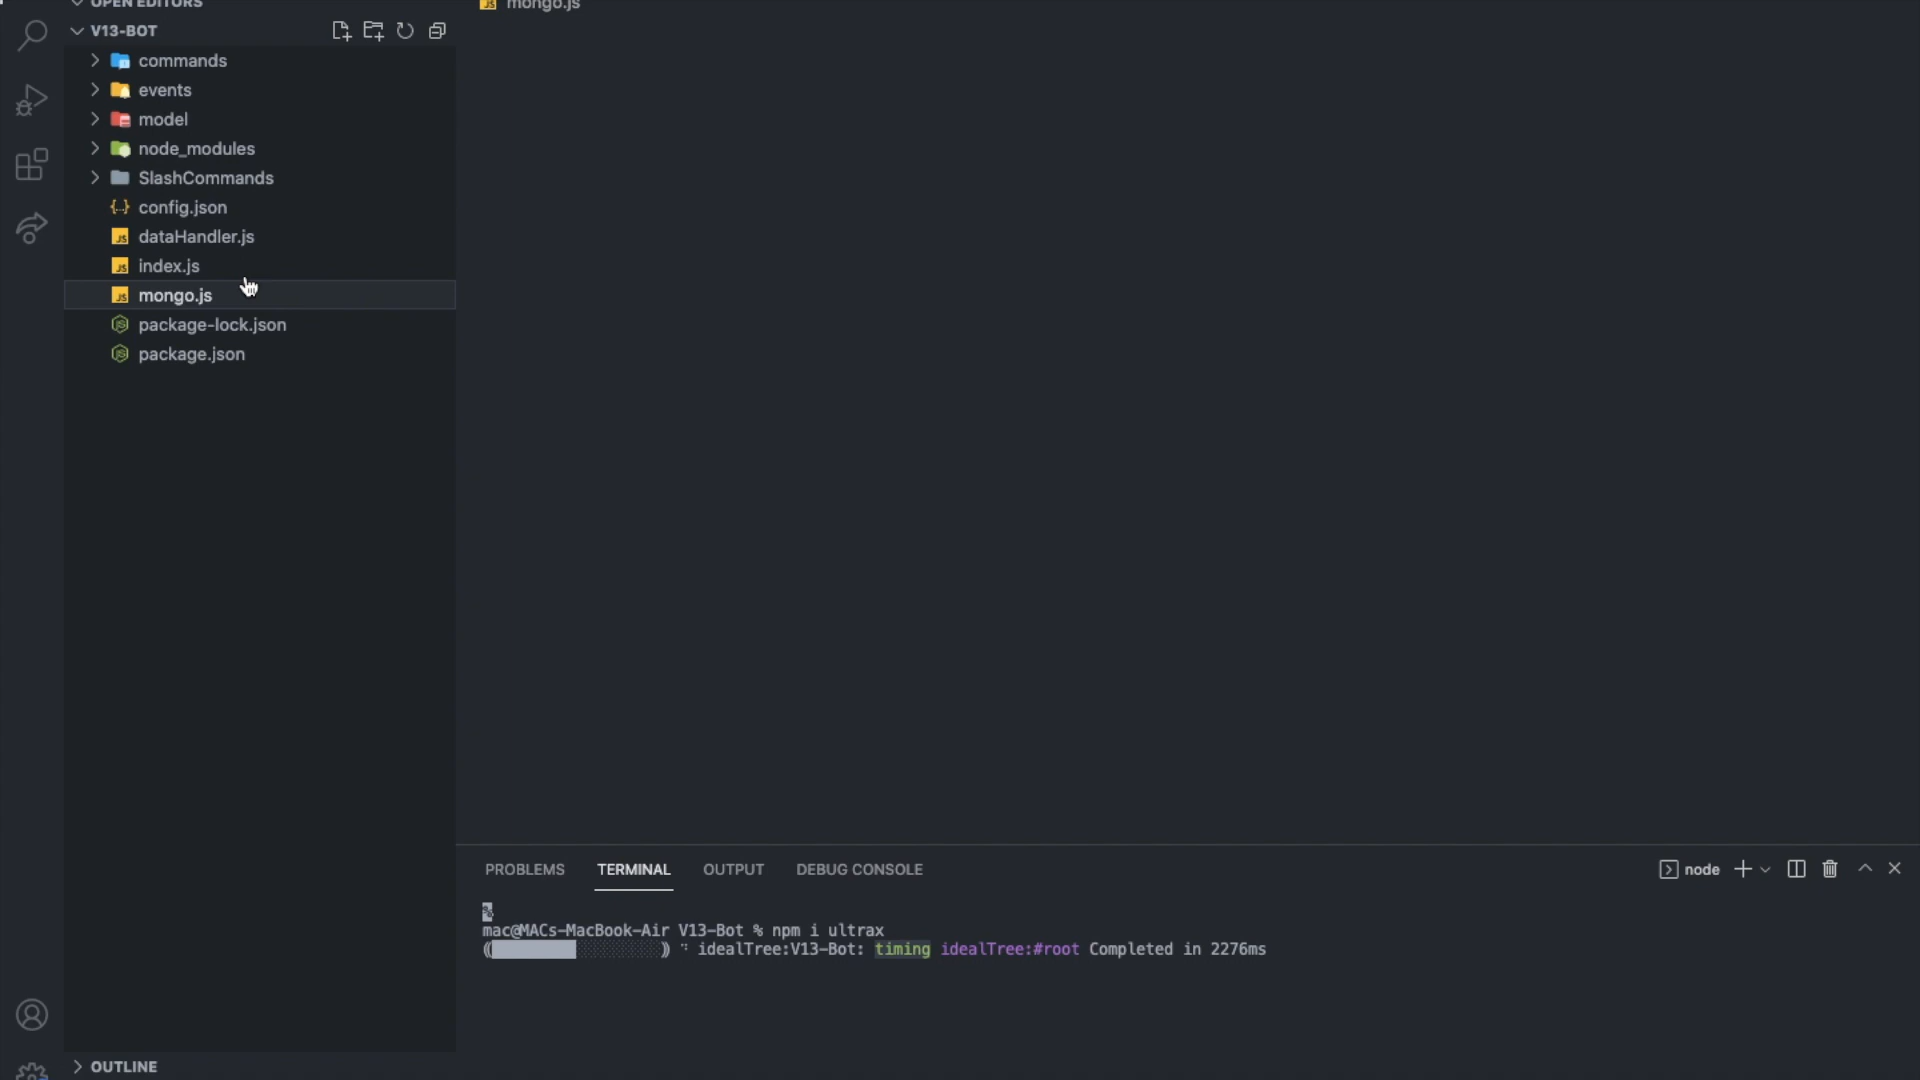 OPEN EDITORS
mongo.js
V13-BOT
commands
events
model
node_modules
SlashCommands
config.json
dataHandler.js
index.js
mongo.js
package-lock.json
package.json
PROBLEMS
TERMINAL
OUTPUT
DEBUG CONSOLE
node
%
mac@MACs-MacBook-Air V13-Bot % npm i ultrax
idealTree:V13-Bot: timing idealTree:#root Completed in 2276ms
OUTLINE